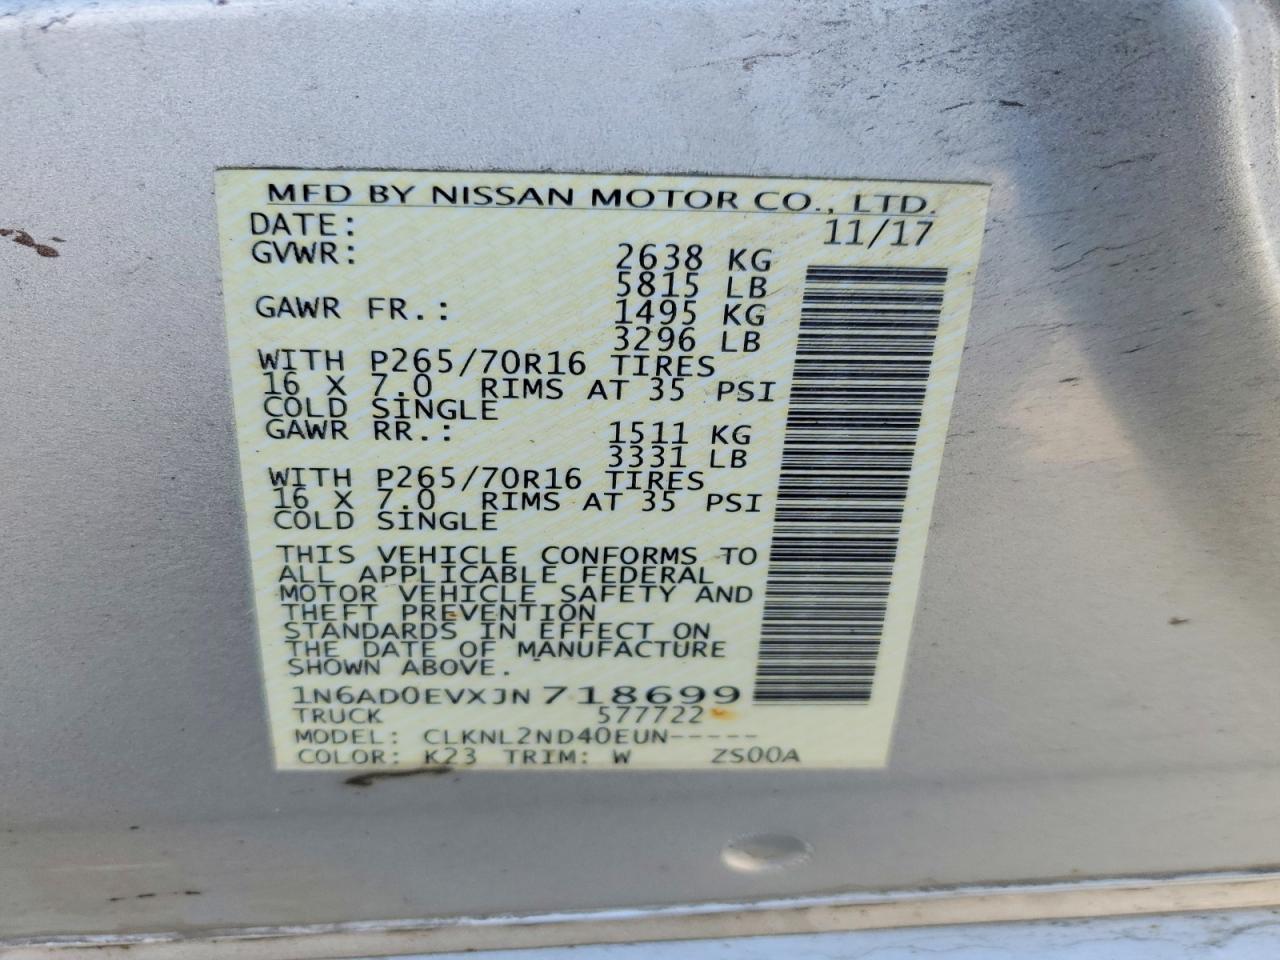 MFD BY NISSAN MOTOR CO., LTD.
DATE: 11/17
GVWR: 2638 KG
5815 LB
GAWR FR.: 1495 KG
3296 LB
WITH P265/70R16 TIRES
16 X 7.0 RIMS AT 35 PSI
COLD SINGLE
GAWR RR.: 1511 KG
3331 LB
WITH P265/70R16 TIRES
16 X 7.0 RIMS AT 35 PSI
COLD SINGLE
THIS VEHICLE CONFORMS TO
ALL APPLICABLE FEDERAL
MOTOR VEHICLE SAFETY AND
THEFT PREVENTION
STANDARDS IN EFFECT ON
THE DATE OF MANUFACTURE
SHOWN ABOVE.
1N6AD0EVXJN718699
TRUCK 577722
MODEL: CLKNL2ND40EUN-----
COLOR: K23 TRIM: W ZS00A